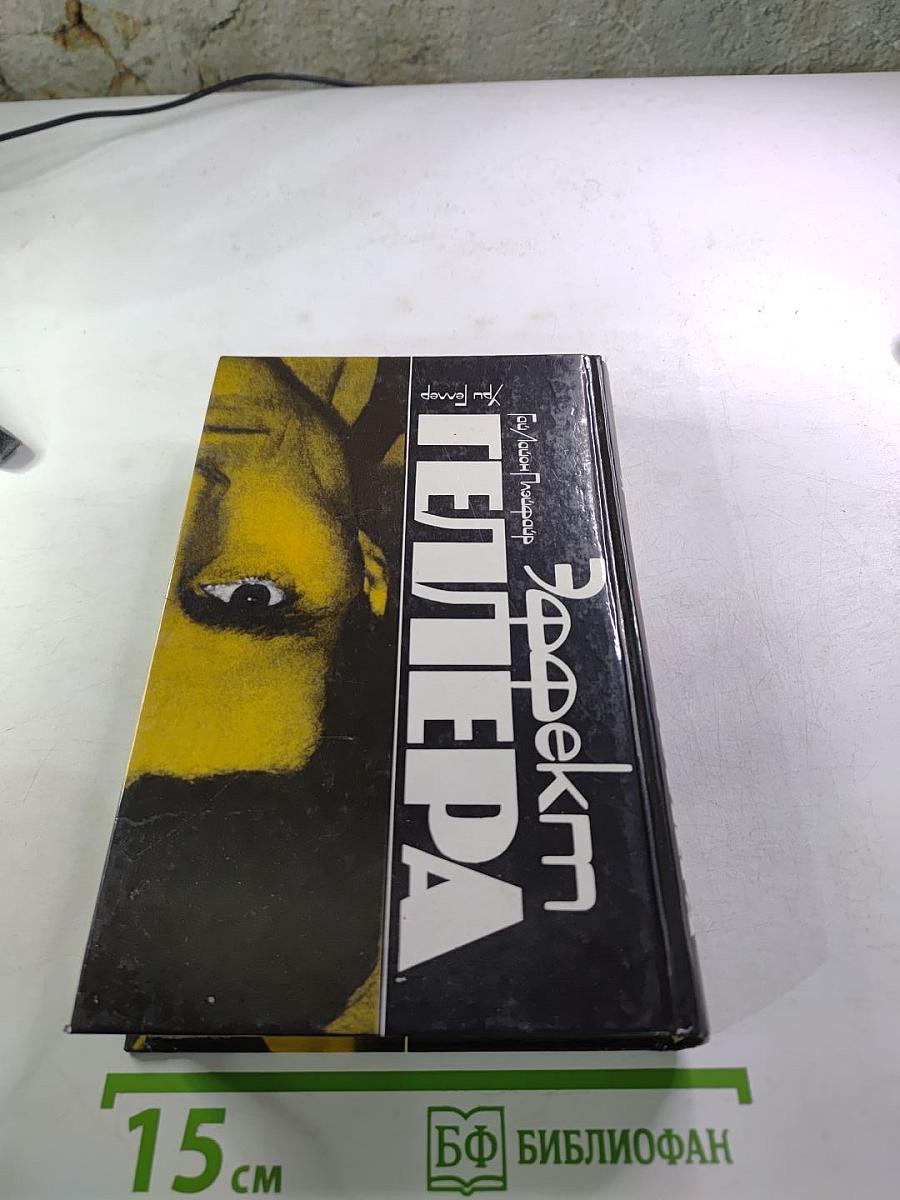 Ури Геллер
Гай Лайон Плейфайр
Эффект
ГЕЛЛЕРА
15 см
БФ БИБЛИОФАН